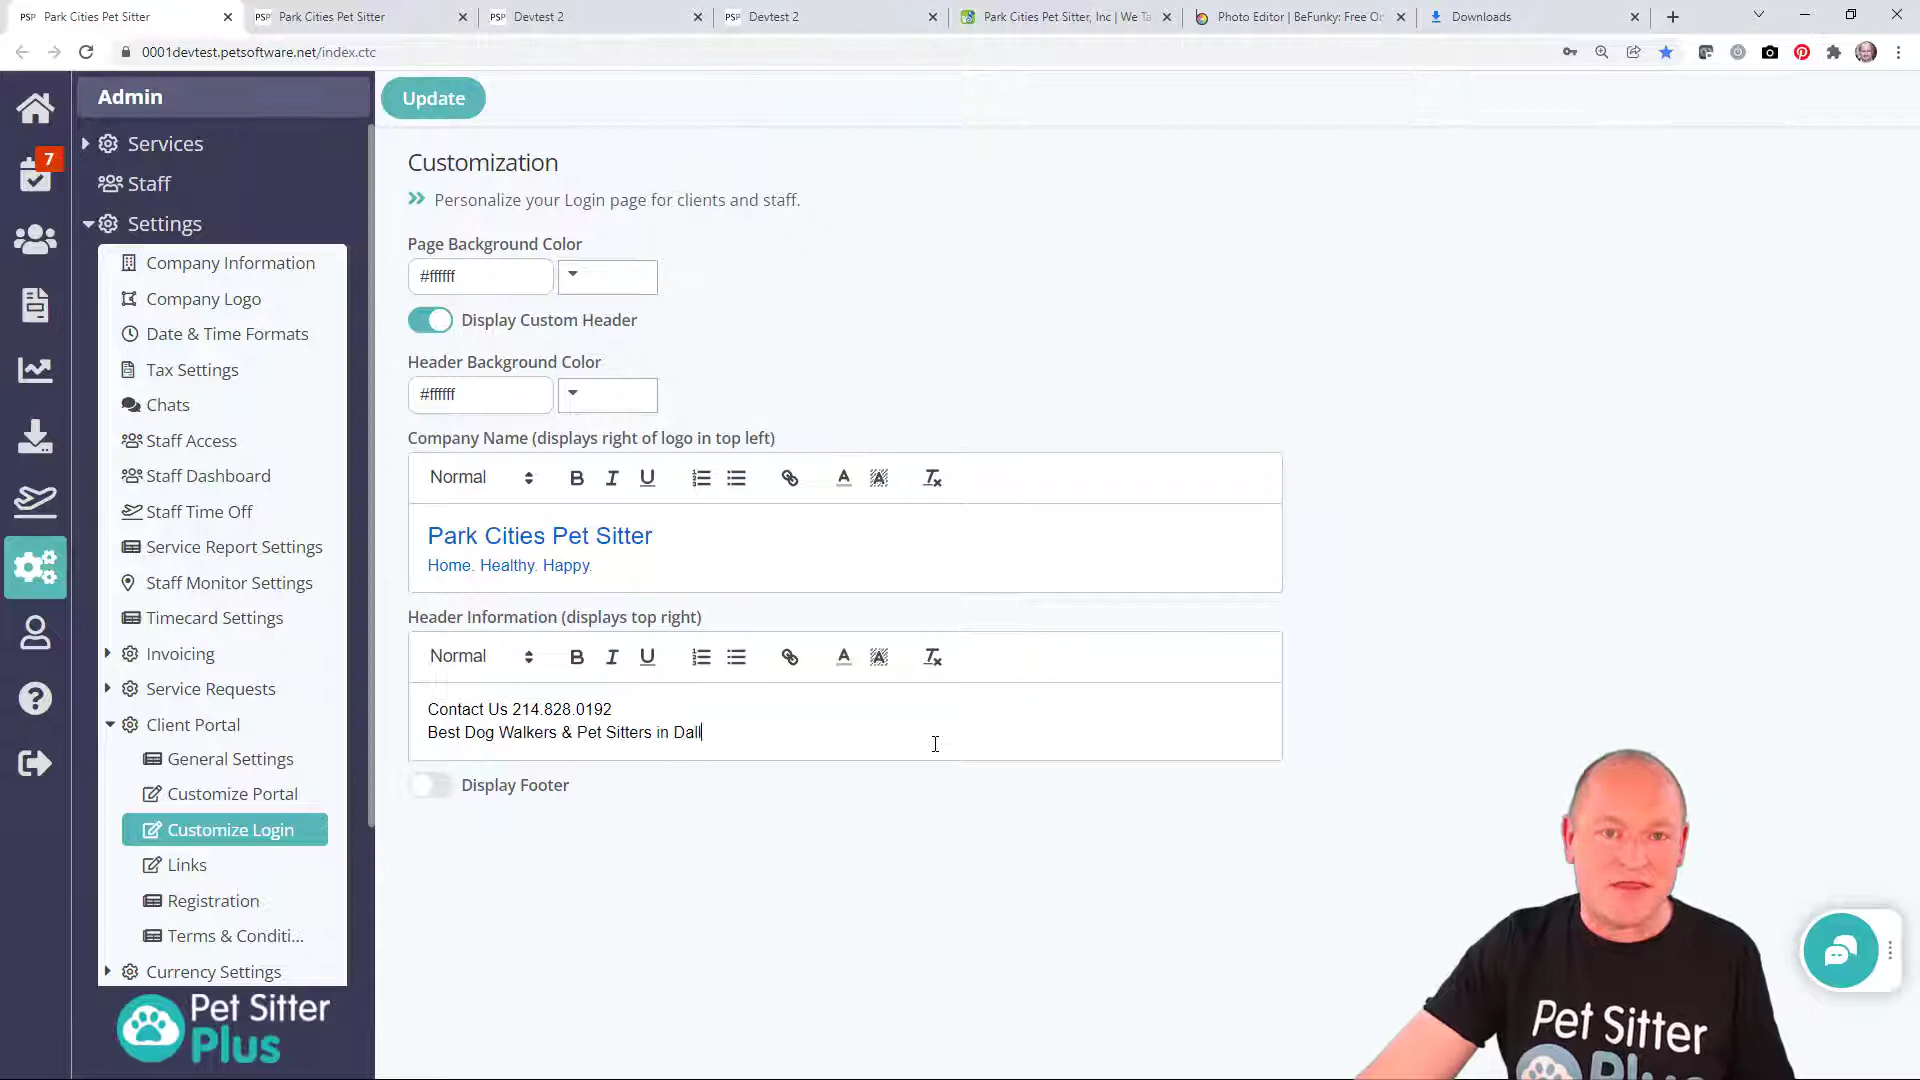 PSP Park Cities Pet Sitter
PSP Park Cities Pet Sitter
PSP Devtest 2
PSP Devtest 2
Park Cities Pet Sitter, Inc | We Ta
Photo Editor | BeFunky: Free On
Downloads
0001devtest.petsoftware.net/index.ctc
7
Admin
Services
Staff
Settings
Company Information
Company Logo
Date & Time Formats
Tax Settings
Chats
Staff Access
Staff Dashboard
Staff Time Off
Service Report Settings
Staff Monitor Settings
Timecard Settings
Invoicing
Service Requests
Client Portal
General Settings
Customize Portal
Customize Login
Links
Registration
Terms & Conditi...
Currency Settings
Pet Sitter
Plus
Update
Customization
Personalize your Login page for clients and staff.
Page Background Color
#ffffff
Display Custom Header
Header Background Color
#ffffff
Company Name (displays right of logo in top left)
Normal
Park Cities Pet Sitter
Home. Healthy. Happy.
Header Information (displays top right)
Normal
Contact Us 214.828.0192
Best Dog Walkers & Pet Sitters in Dall
Display Footer
Pet Sitter